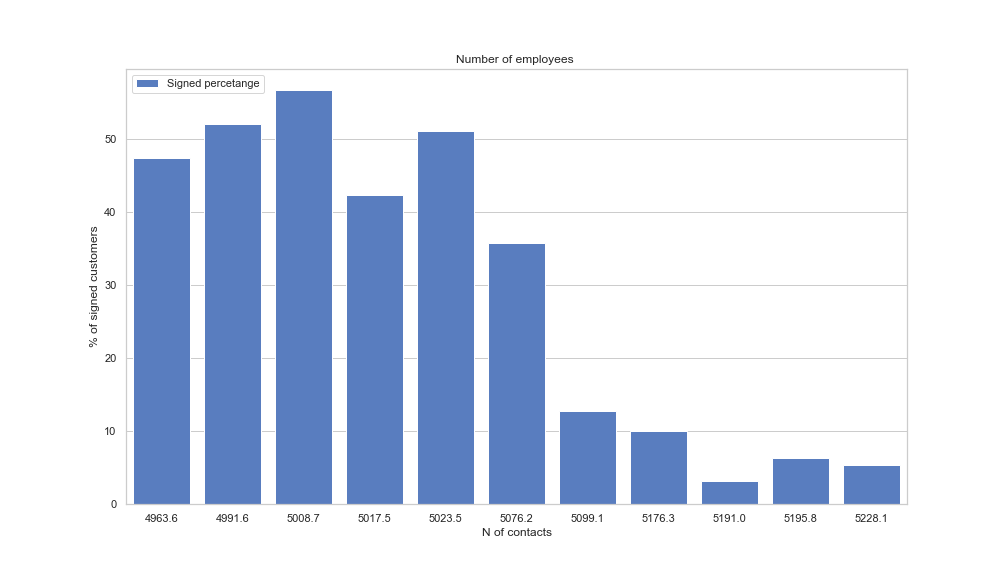 Number of employees
Signed percetange
% of signed customers
50
40
30
20
10
0
4963.6 4991.6 5008.7 5017.5 5023.5 5076.2 5099.1 5176.3 5191.0 5195.8 5228.1
N of contacts